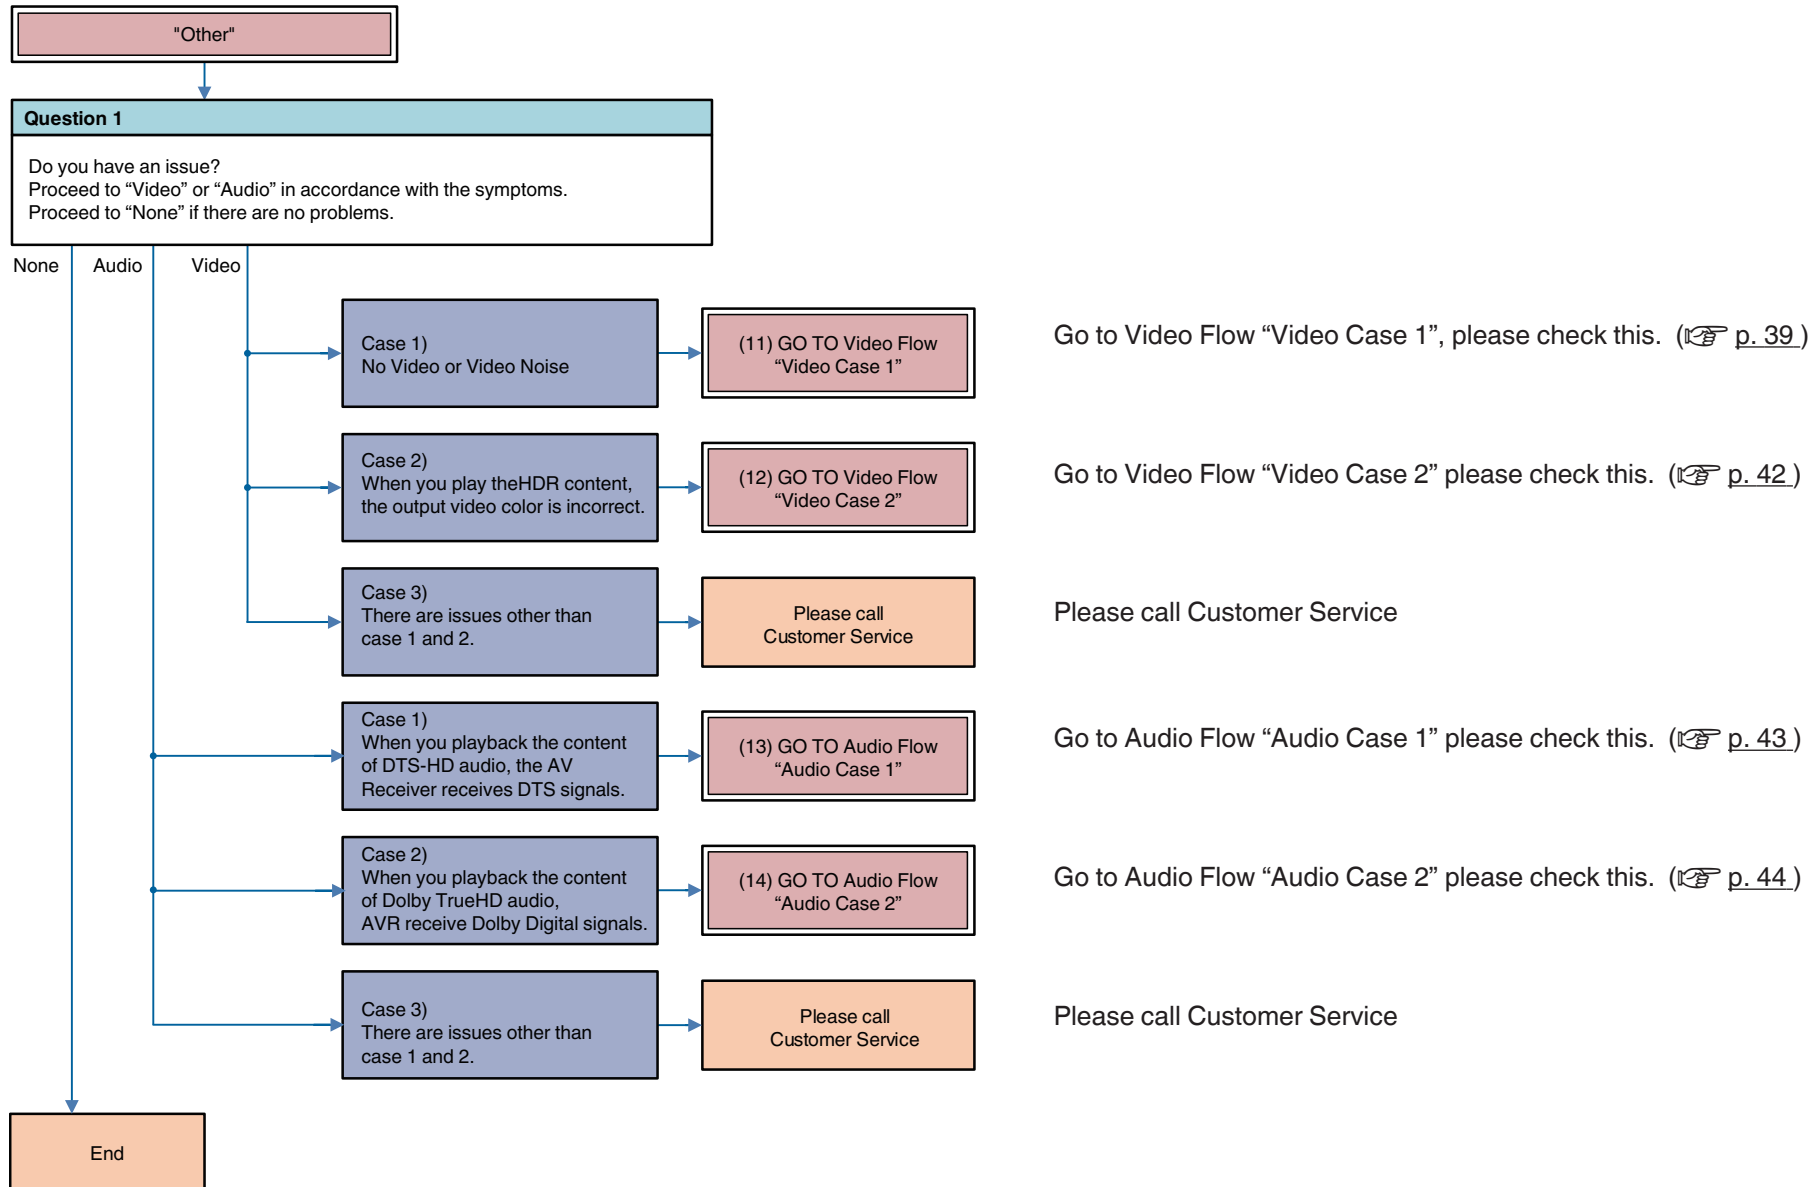 "Other"
Question 1
Do you have an issue?
Proceed to “Video” or “Audio” in accordance with the symptoms.
Proceed to “None” if there are no problems.
None
Audio
Video
Case 1)
No Video or Video Noise
(11) GO TO Video Flow
“Video Case 1”
Go to Video Flow “Video Case 1”, please check this. (☞ p. 39 )
Case 2)
When you play theHDR content,
the output video color is incorrect.
(12) GO TO Video Flow
“Video Case 2”
Go to Video Flow “Video Case 2” please check this. (☞ p. 42 )
Case 3)
There are issues other than
case 1 and 2.
Please call
Customer Service
Please call Customer Service
Case 1)
When you playback the content
of DTS-HD audio, the AV
Receiver receives DTS signals.
(13) GO TO Audio Flow
“Audio Case 1”
Go to Audio Flow “Audio Case 1” please check this. (☞ p. 43 )
Case 2)
When you playback the content
of Dolby TrueHD audio,
AVR receive Dolby Digital signals.
(14) GO TO Audio Flow
“Audio Case 2”
Go to Audio Flow “Audio Case 2” please check this. (☞ p. 44 )
Case 3)
There are issues other than
case 1 and 2.
Please call
Customer Service
Please call Customer Service
End